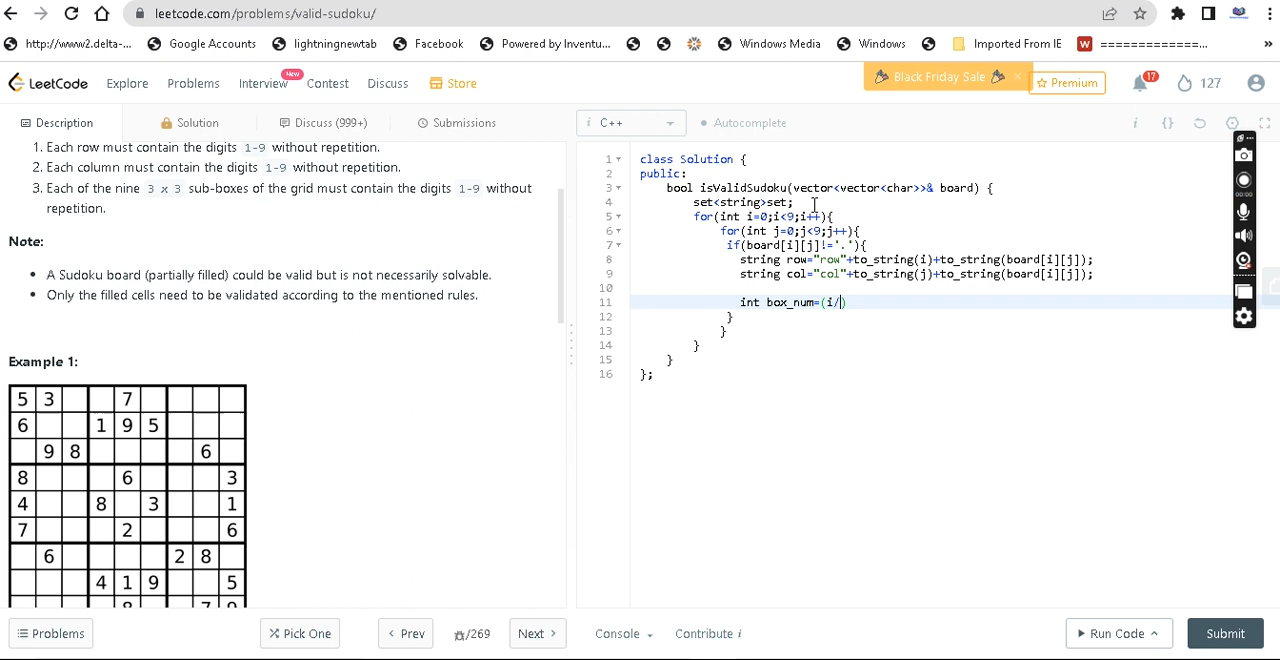 leetcode.com/problems/valid-sudoku/
http://www2.delta-... Google Accounts lightningnewtab Facebook Powered by Inventu... Windows Media Windows Imported From IE W ==============... »
LeetCode Explore Problems Interview New Contest Discuss Store Black Friday Sale × Premium 17 127
Description Solution Discuss (999+) Submissions i C++ Autocomplete
1. Each row must contain the digits 1-9 without repetition.
2. Each column must contain the digits 1-9 without repetition.
3. Each of the nine 3 x 3 sub-boxes of the grid must contain the digits 1-9 without
repetition.
Note:
A Sudoku board (partially filled) could be valid but is not necessarily solvable.
Only the filled cells need to be validated according to the mentioned rules.
Example 1:
5 3 7
6 1 9 5
9 8 6
8 6 3
4 8 3 1
7 2 6
6 2 8
4 1 9 5
8 7 9
1 class Solution {
2 public:
3 bool isValidSudoku(vector<vector<char>>& board) {
4 set<string>set;
5 for(int i=0;i<9;i++){
6 for(int j=0;j<9;j++){
7 if(board[i][j]!='.'){
8 string row="row"+to_string(i)+to_string(board[i][j]);
9 string col="col"+to_string(j)+to_string(board[i][j]);
10
11 int box_num=(i/)
12 }
13 }
14 }
15 }
16 };
00:00
Problems Pick One Prev /269 Next Console Contribute i Run Code Submit